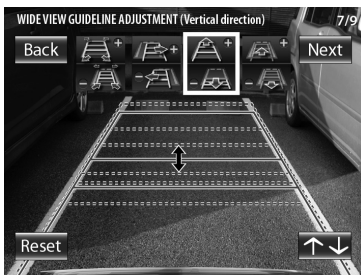 WIDE VIEW GUIDELINE ADJUSTMENT (Vertical direction) 7/9
Back + + + + Next
- - - -
Reset ↑↓